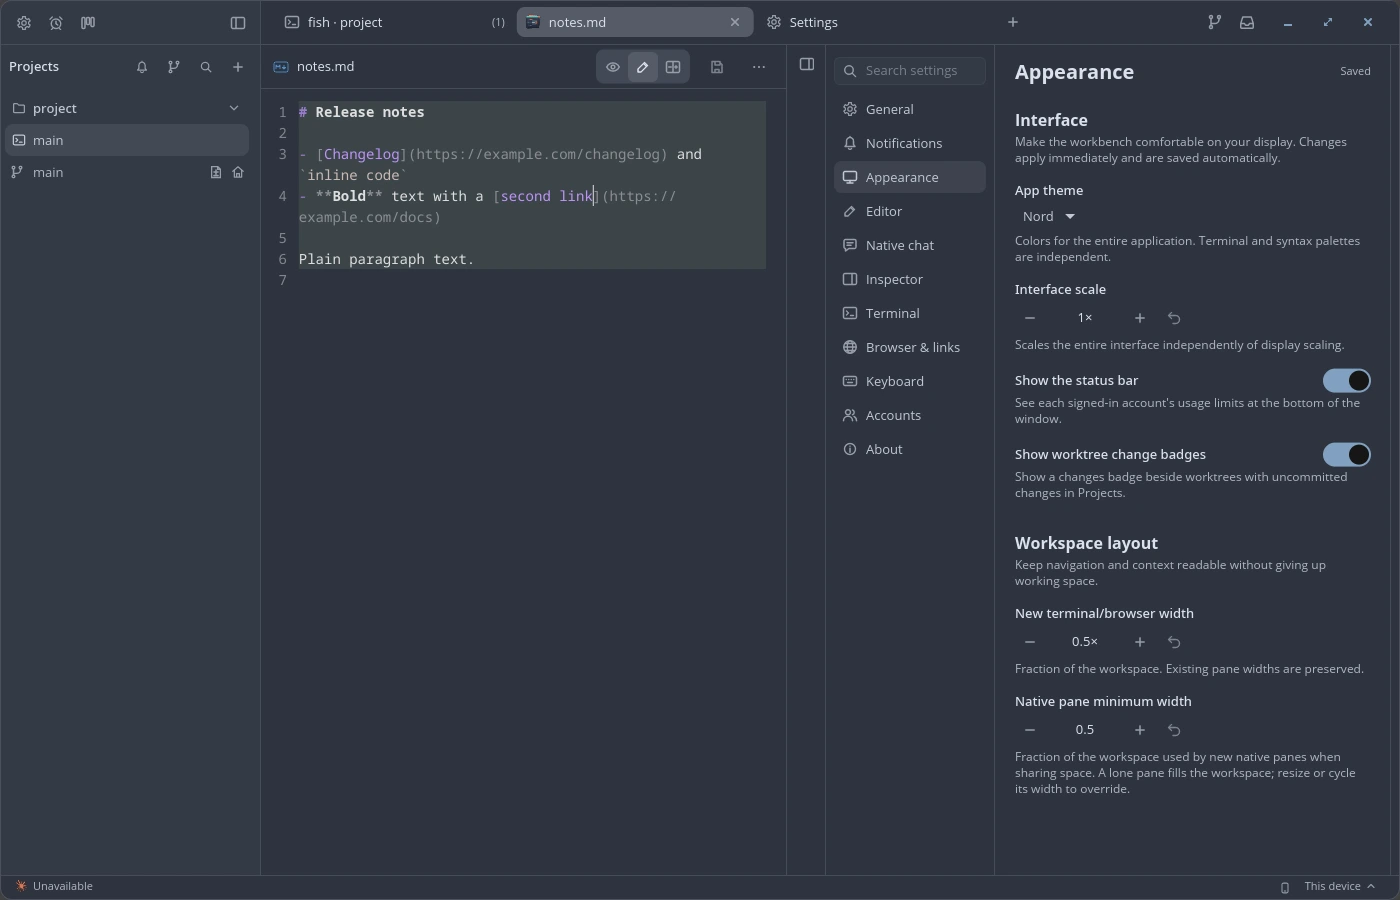 fish · project
(1)
notes.md
Settings
Projects
project
main
main
notes.md
1 # Release notes
2
3 - [Changelog](https://example.com/changelog) and
`inline code`
4 - **Bold** text with a [second link](https://
example.com/docs)
5
6 Plain paragraph text.
7
Search settings
General
Notifications
Appearance
Editor
Native chat
Inspector
Terminal
Browser & links
Keyboard
Accounts
About
Appearance
Saved
Interface
Make the workbench comfortable on your display. Changes
apply immediately and are saved automatically.
App theme
Nord
Colors for the entire application. Terminal and syntax palettes
are independent.
Interface scale
1×
Scales the entire interface independently of display scaling.
Show the status bar
See each signed-in account's usage limits at the bottom of the
window.
Show worktree change badges
Show a changes badge beside worktrees with uncommitted
changes in Projects.
Workspace layout
Keep navigation and context readable without giving up
working space.
New terminal/browser width
0.5×
Fraction of the workspace. Existing pane widths are preserved.
Native pane minimum width
0.5
Fraction of the workspace used by new native panes when
sharing space. A lone pane fills the workspace; resize or cycle
its width to override.
Unavailable
This device